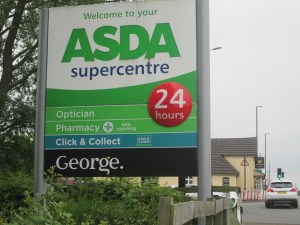 Welcome to your
ASDA
supercentre
24
hours
Optician
Pharmacy + late opening
Click & Collect
George.